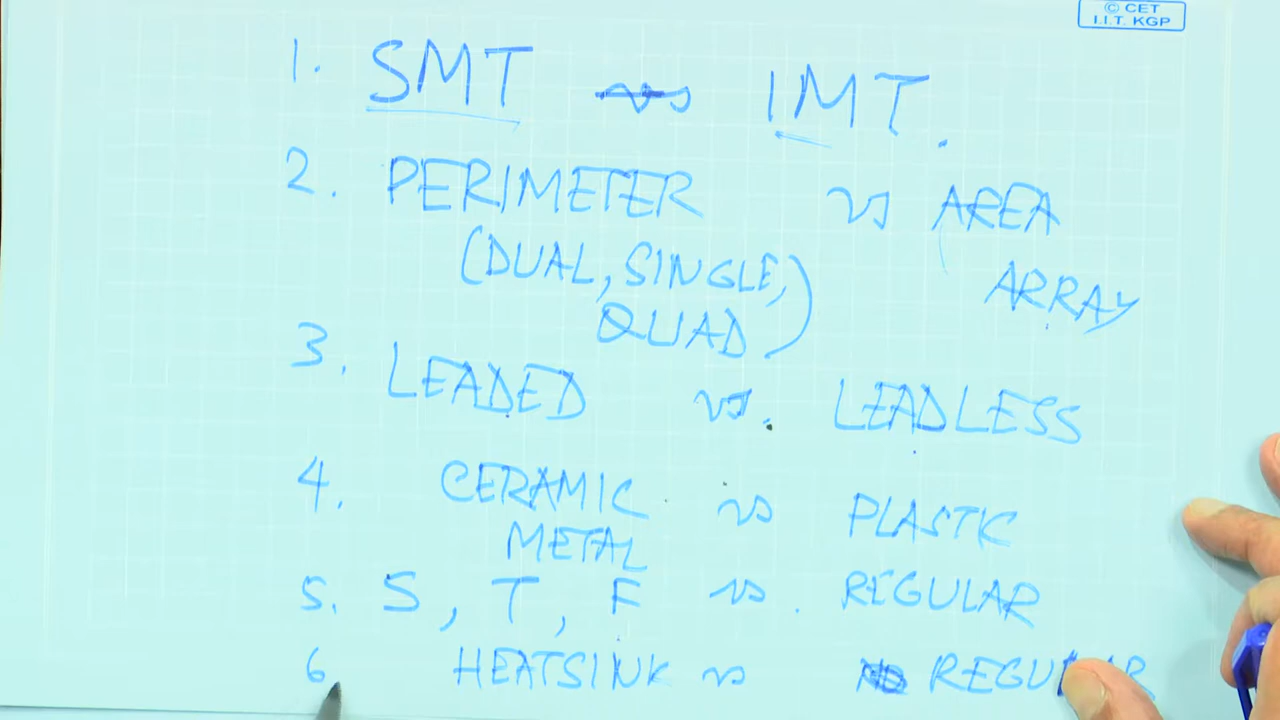 © CET
I.I.T. KGP
1. SMT vs IMT.
2. PERIMETER vs AREA
(DUAL, SINGLE, ARRAY
QUAD)
3. LEADED vs. LEADLESS
4. CERAMIC vs PLASTIC
METAL
5. S, T, F vs. REGULAR
6. HEATSINK vs REGULAR